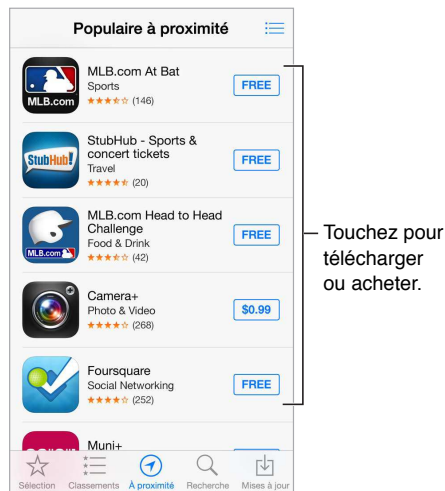 Populaire à proximité
MLB.com At Bat
Sports
(146)
FREE
MLB.com
StubHub - Sports &
concert tickets
Travel
(20)
FREE
StubHub!
MLB.com Head to Head
Challenge
Food & Drink
(42)
FREE
MLB.com
Camera+
Photo & Video
(268)
$0.99
Foursquare
Social Networking
(252)
FREE
Muni+
Touchez pour
télécharger
ou acheter.
Sélection
Classements
À proximité
Recherche
Mises à jour